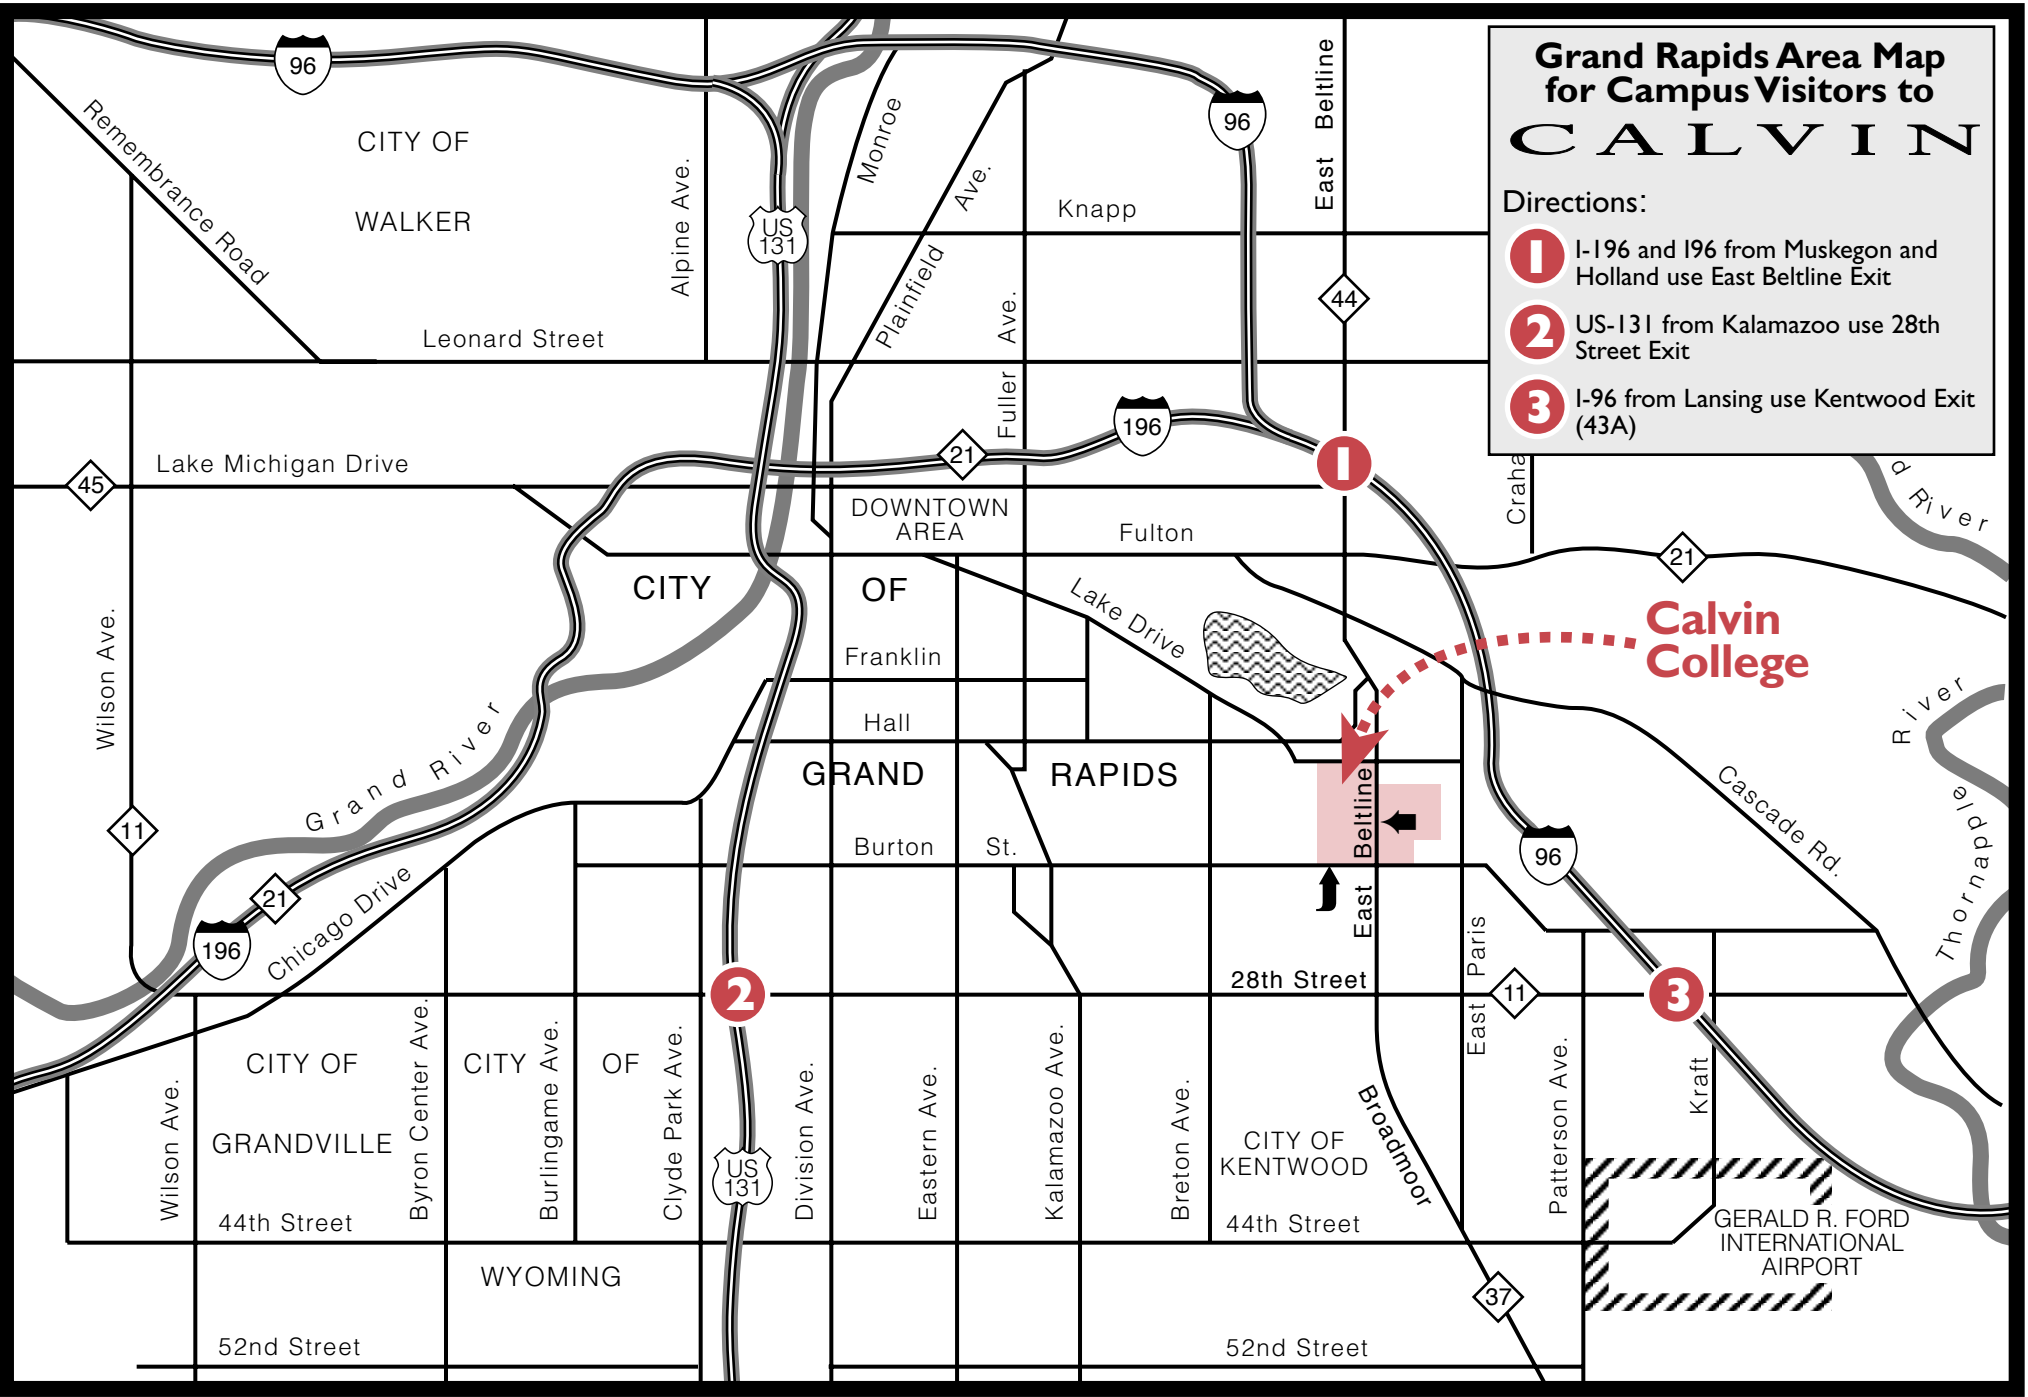 Grand Rapids Area Map
for Campus Visitors to
CALVIN
Directions:
1 I-196 and I96 from Muskegon and
Holland use East Beltline Exit
2 US-131 from Kalamazoo use 28th
Street Exit
3 I-96 from Lansing use Kentwood Exit
(43A)
96
96
Remembrance Road
CITY OF
WALKER
Alpine Ave.
US
131
Monroe
Plainfield Ave.
Knapp
East Beltline
44
Leonard Street
Fuller Ave.
196
21
1
Lake Michigan Drive
45
DOWNTOWN
AREA
Fulton
Craha
21
d River
CITY OF
Lake Drive
Calvin
College
Wilson Ave.
Franklin
Hall
Grand River
GRAND RAPIDS
River
Thornapple
Cascade Rd.
11
East Beltline
Burton St.
96
21
196
Chicago Drive
28th Street
East Paris
11
2
3
CITY OF
GRANDVILLE
CITY OF
WYOMING
Wilson Ave.
Byron Center Ave.
Burlingame Ave.
Clyde Park Ave.
US
131
Division Ave.
Eastern Ave.
Kalamazoo Ave.
Breton Ave.
CITY OF
KENTWOOD
Broadmoor
Patterson Ave.
Kraft
44th Street
44th Street
GERALD R. FORD
INTERNATIONAL
AIRPORT
37
52nd Street
52nd Street